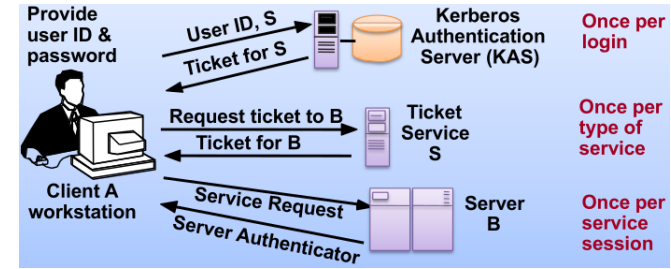 Provide
user ID &
password
User ID, S
Ticket for S
Kerberos
Authentication
Server (KAS)
Once per
login
Request ticket to B
Ticket for B
Ticket
Service
S
Once per
type of
service
Client A
workstation
Service Request
Server Authenticator
Server
B
Once per
service
session